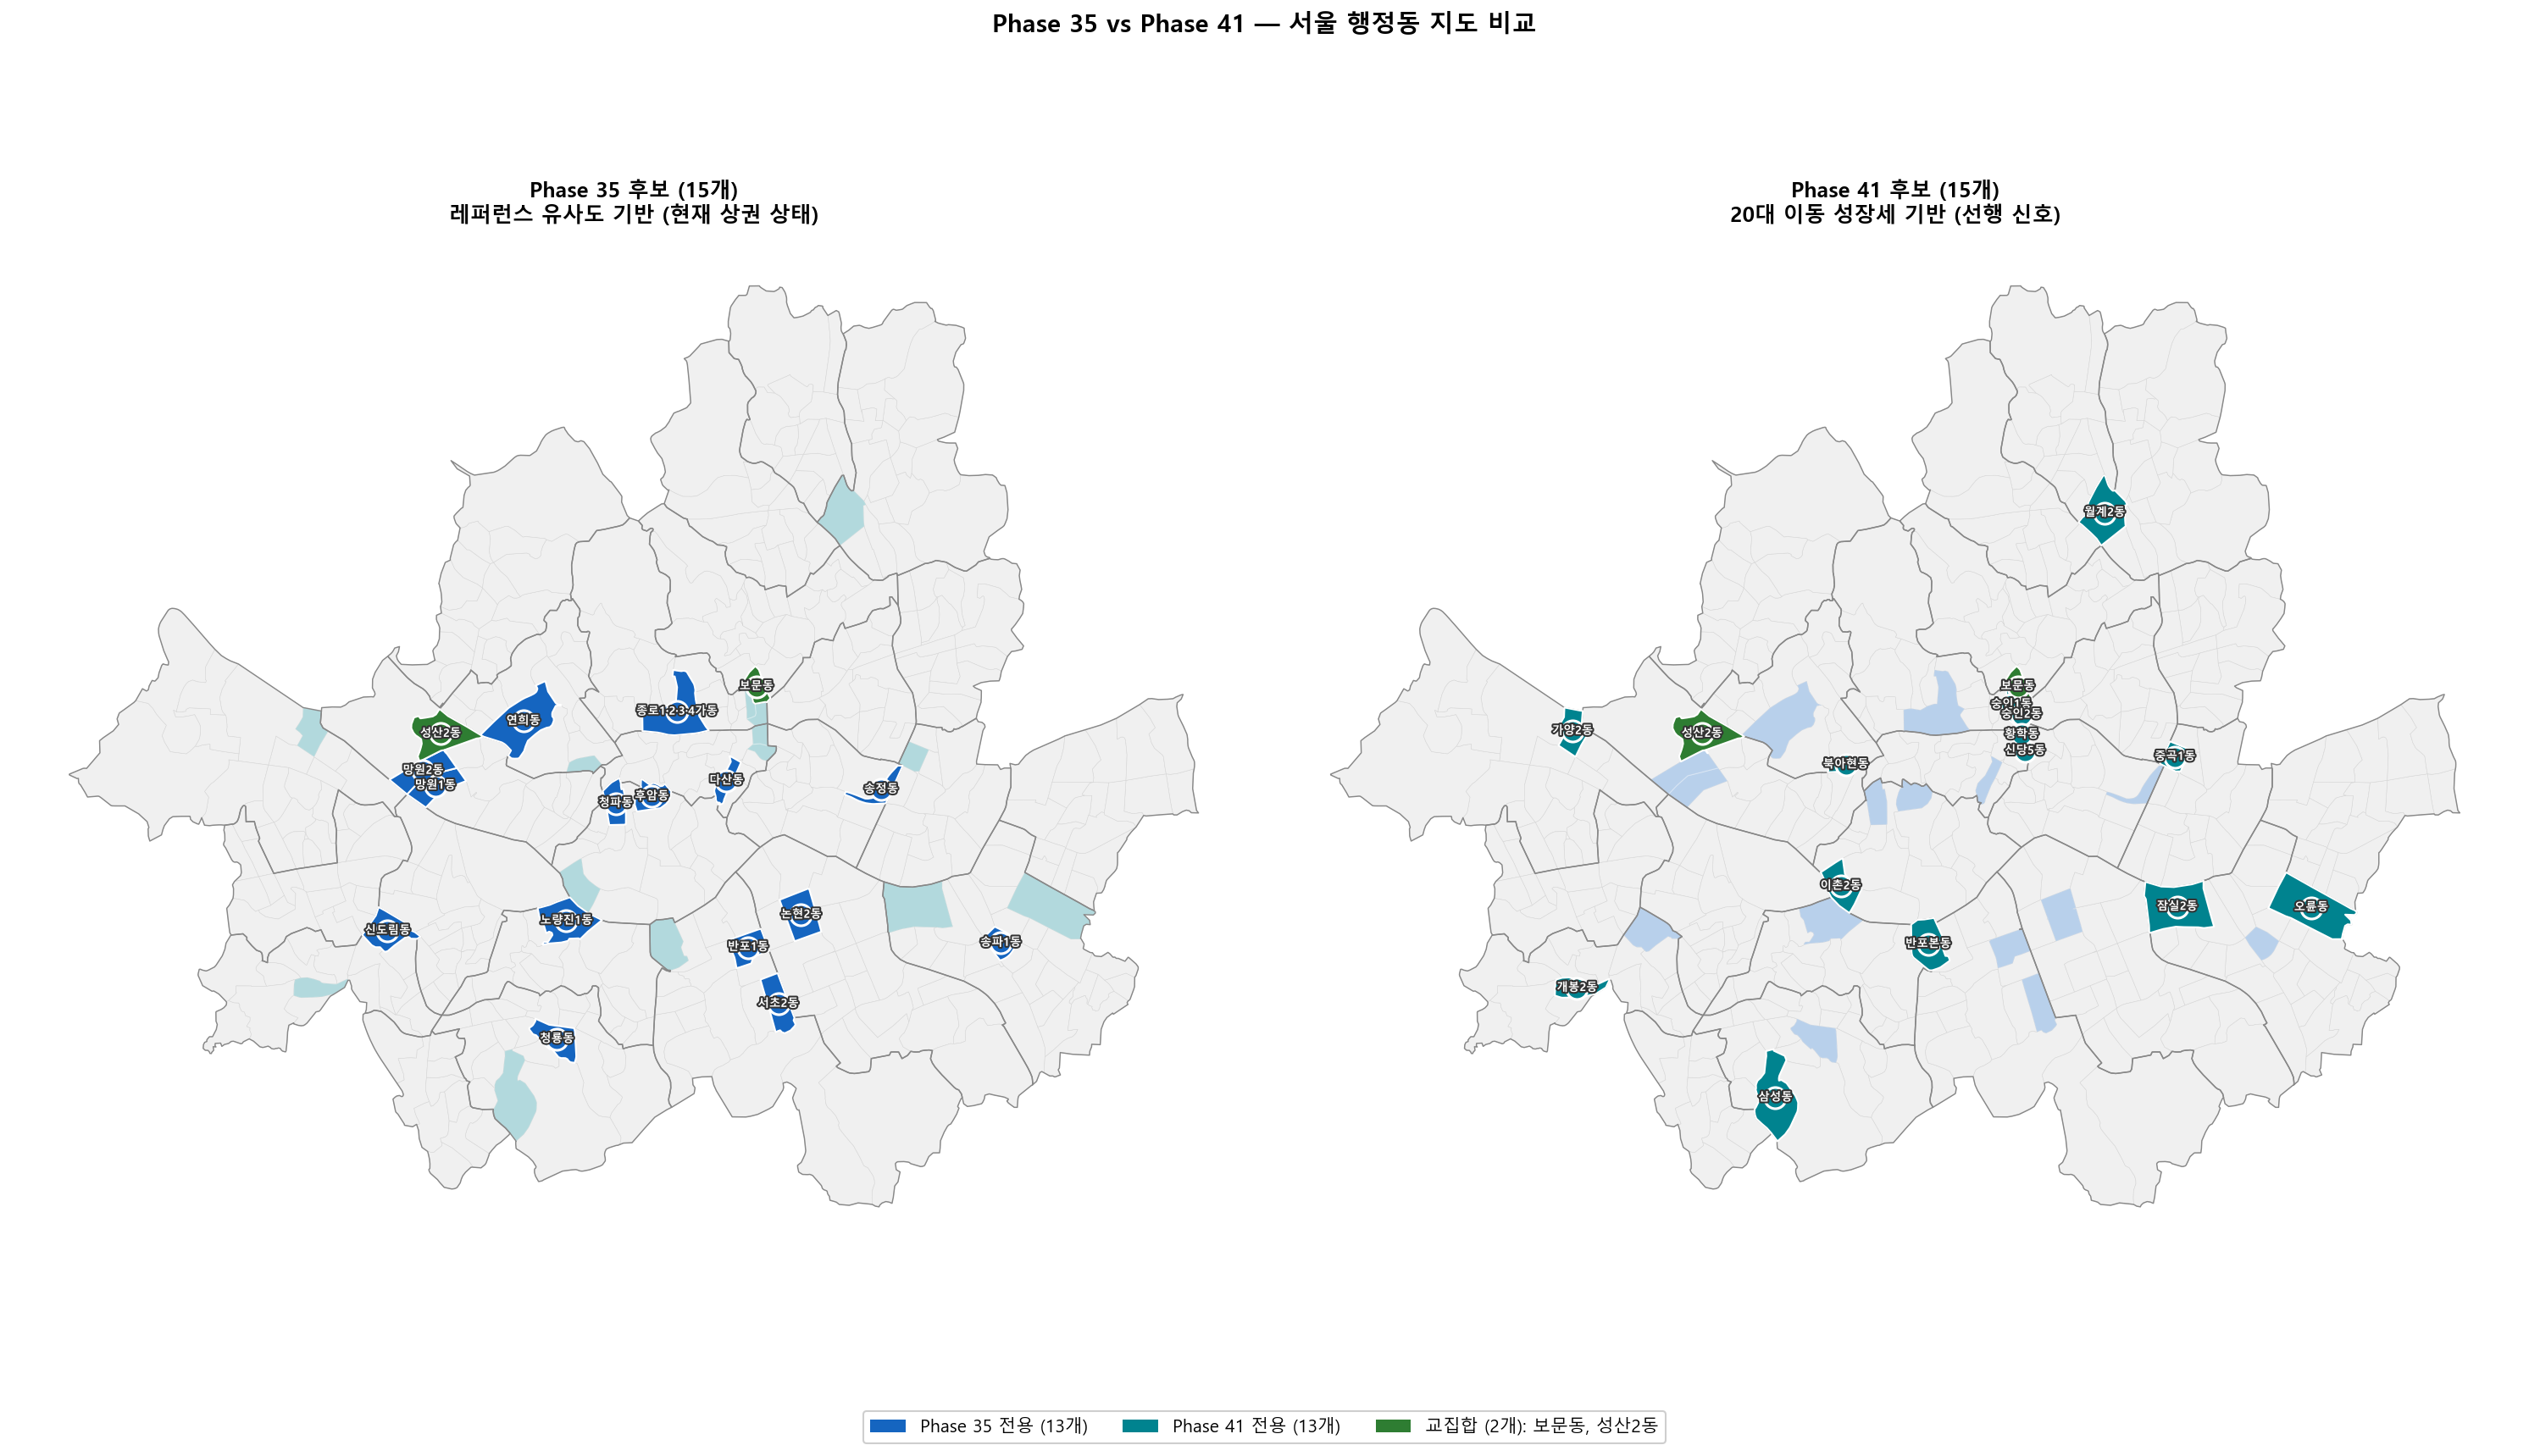 Phase 35 vs Phase 41 — 서울 행정동 지도 비교
Phase 35 후보 (15개)
레퍼런스 유사도 기반 (현재 상권 상태)
보문동
종로1·2·3·4가동
연희동
성산2동
망원2동
망원1동
다산동
송정동
후암동
청파동
논현2동
노량진1동
신도림동
송파1동
반포1동
서초2동
청룡동
Phase 41 후보 (15개)
20대 이동 성장세 기반 (선행 신호)
월계2동
보문동
숭인1동
숭인2동
가양2동
성산2동
황학동
신당5동
중곡1동
북아현동
이촌2동
잠실2동
오륜동
반포본동
개봉2동
삼성동
Phase 35 전용 (13개)
Phase 41 전용 (13개)
교집합 (2개): 보문동, 성산2동